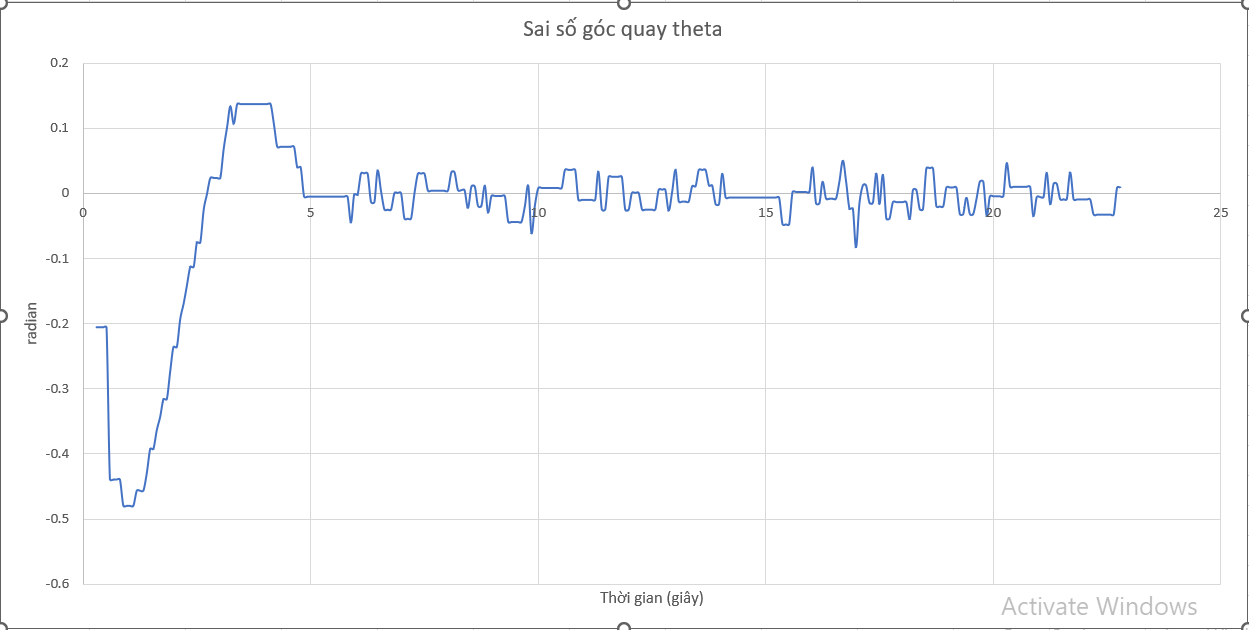 Sai số góc quay theta
0.2
0.1
0
-0.1
-0.2
-0.3
-0.4
-0.5
-0.6
radian
0 5 10 15 20 25
Thời gian (giây)
Activate Windows